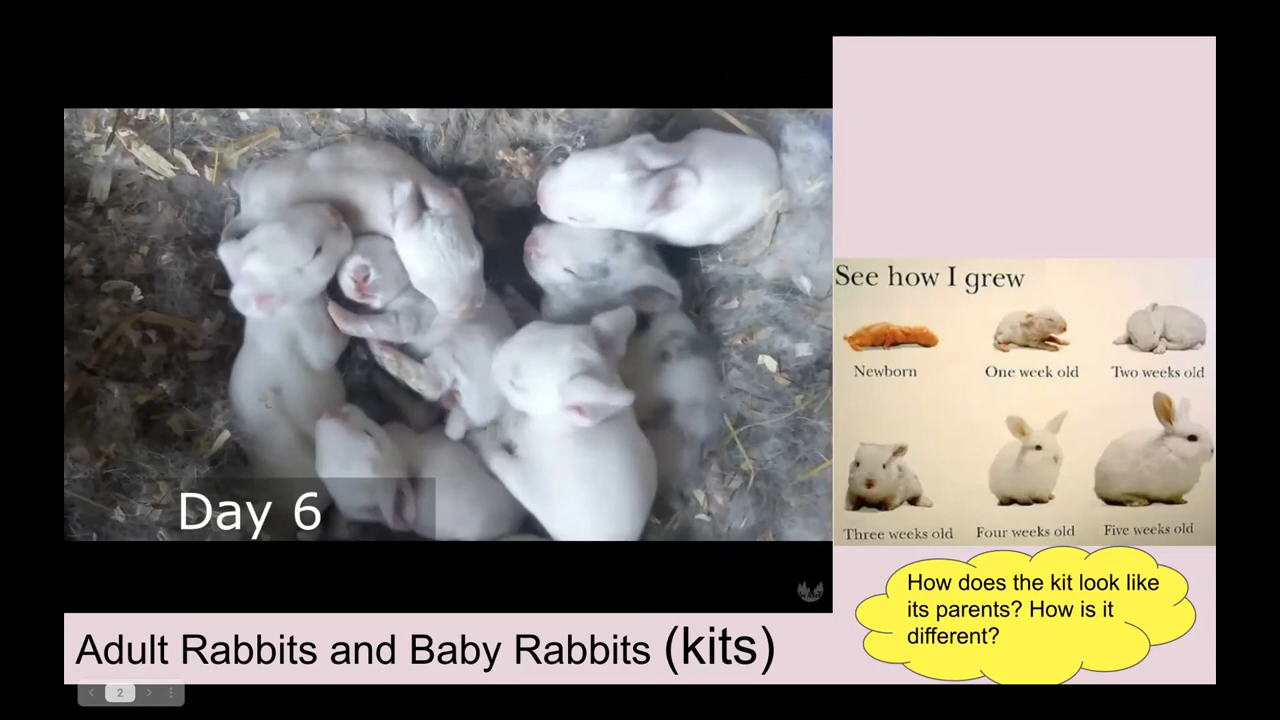 Day 6
See how I grew
Newborn
One week old
Two weeks old
Three weeks old
Four weeks old
Five weeks old
How does the kit look like
its parents? How is it
different?
Adult Rabbits and Baby Rabbits (kits)
2